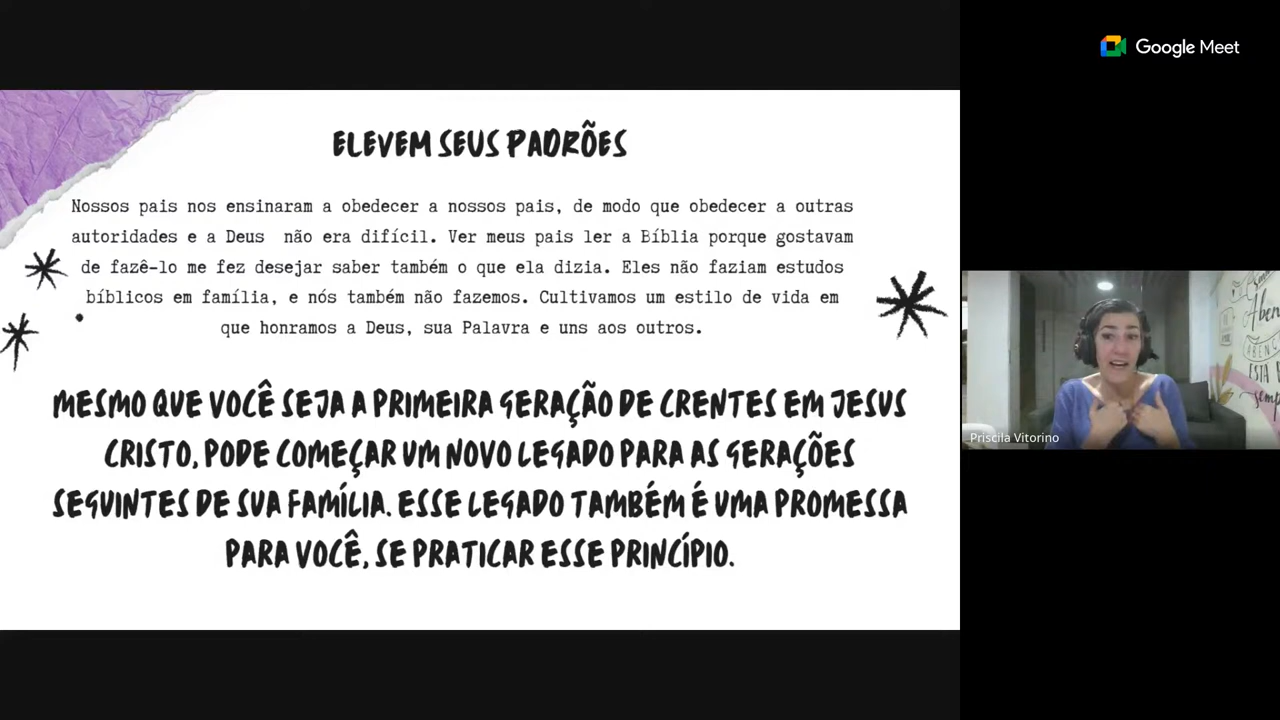 Google Meet
ELEVEM SEUS PADRÕES
Nossos pais nos ensinaram a obedecer a nossos pais, de modo que obedecer a outras
autoridades e a Deus não era difícil. Ver meus pais ler a Bíblia porque gostavam
de fazê-lo me fez desejar saber também o que ela dizia. Eles não faziam estudos
bíblicos em família, e nós também não fazemos. Cultivamos um estilo de vida em
que honramos a Deus, sua Palavra e uns aos outros.
MESMO QUE VOCÊ SEJA A PRIMEIRA GERAÇÃO DE CRENTES EM JESUS
CRISTO, PODE COMEÇAR UM NOVO LEGADO PARA AS GERAÇÕES
SEGUINTES DE SUA FAMÍLIA. ESSE LEGADO TAMBÉM É UMA PROMESSA
PARA VOCÊ, SE PRATICAR ESSE PRINCÍPIO.
Priscila Vitorino